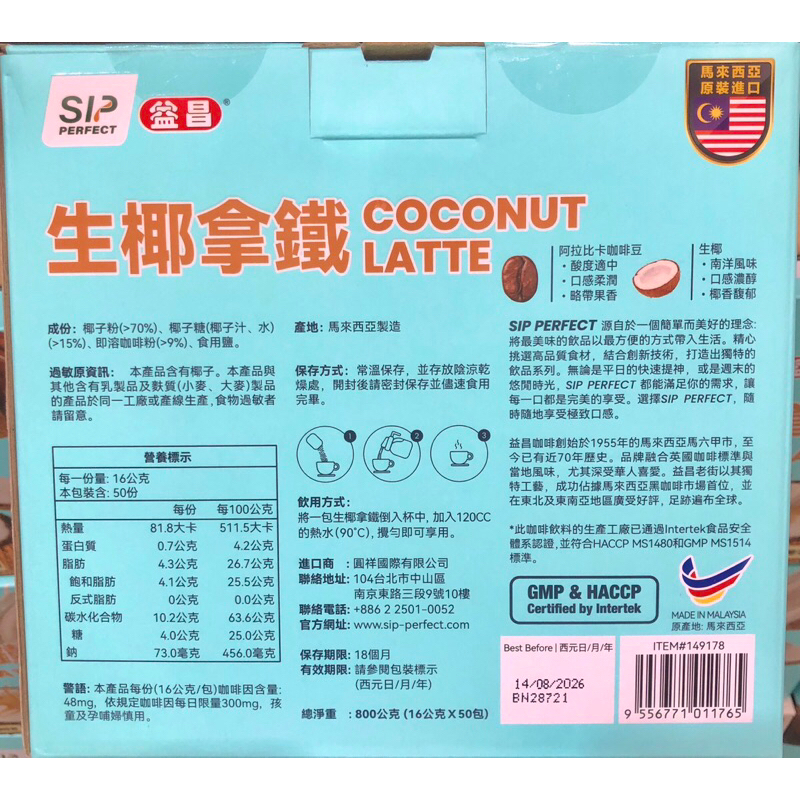 SIP
PERFECT
益昌®
馬來西亞
原裝進口
生椰拿鐵
COCONUT
LATTE
阿拉比卡咖啡豆
・酸度適中
・口感柔潤
・略帶果香
生椰
・南洋風味
・口感濃醇
・椰香馥郁
成份: 椰子粉(>70%)、椰子糖(椰子汁、水)
(>15%)、即溶咖啡粉(>9%)、食用鹽。
過敏原資訊: 本產品含有椰子。本產品與
其他含有乳製品及麩質(小麥、大麥)製品
的產品於同一工廠或產線生產,食物過敏者
請留意。
營養標示
每一份量: 16公克
本包裝含: 50份
每份 每100公克
熱量 81.8大卡 511.5大卡
蛋白質 0.7公克 4.2公克
脂肪 4.3公克 26.7公克
飽和脂肪 4.1公克 25.5公克
反式脂肪 0公克 0.0公克
碳水化合物 10.2公克 63.6公克
糖 4.0公克 25.0公克
鈉 73.0毫克 456.0毫克
警語: 本產品每份(16公克/包)咖啡因含量:
48mg, 依規定咖啡因每日限量300mg, 孩
童及孕哺婦慎用。
產地: 馬來西亞製造
保存方式: 常溫保存, 並存放陰涼乾
燥處, 開封後請密封保存並儘速食用
完畢。
1
2
3
飲用方式:
將一包生椰拿鐵倒入杯中, 加入120CC
的熱水(90°C), 攪勻即可享用。
進口商 : 圓祥國際有限公司
聯絡地址: 104台北市中山區
南京東路三段9號10樓
聯絡電話: +886 2 2501-0052
官方網址: www.sip-perfect.com
保存期限: 18個月
有效期限: 請參閱包裝標示
(西元日/月/年)
總淨重 : 800公克 (16公克X50包)
SIP PERFECT 源自於一個簡單而美好的理念:
將最美味的飲品以最方便的方式帶入生活。精心
挑選高品質食材, 結合創新技術, 打造出獨特的
飲品系列。無論是平日的快速提神, 或是週末的
悠閒時光, SIP PERFECT 都能滿足你的需求, 讓
每一口都是完美的享受。選擇SIP PERFECT, 隨
時隨地享受極致口感。
益昌咖啡創始於1955年的馬來西亞馬六甲市, 至
今已有近70年歷史。品牌融合英國咖啡標準與
當地風味, 尤其深受華人喜愛。益昌老街以其獨
特工藝, 成功佔據馬來西亞黑咖啡市場首位, 並
在東北及東南亞地區廣受好評, 足跡遍布全球。
*此咖啡飲料的生產工廠已通過Intertek食品安全
體系認證,並符合HACCP MS1480和GMP MS1514
標準。
GMP & HACCP
Certified by Intertek
MADE IN MALAYSIA
原產地: 馬來西亞
Best Before | 西元日/月/年
14/08/2026
BN28721
ITEM#149178
9 556771 011765